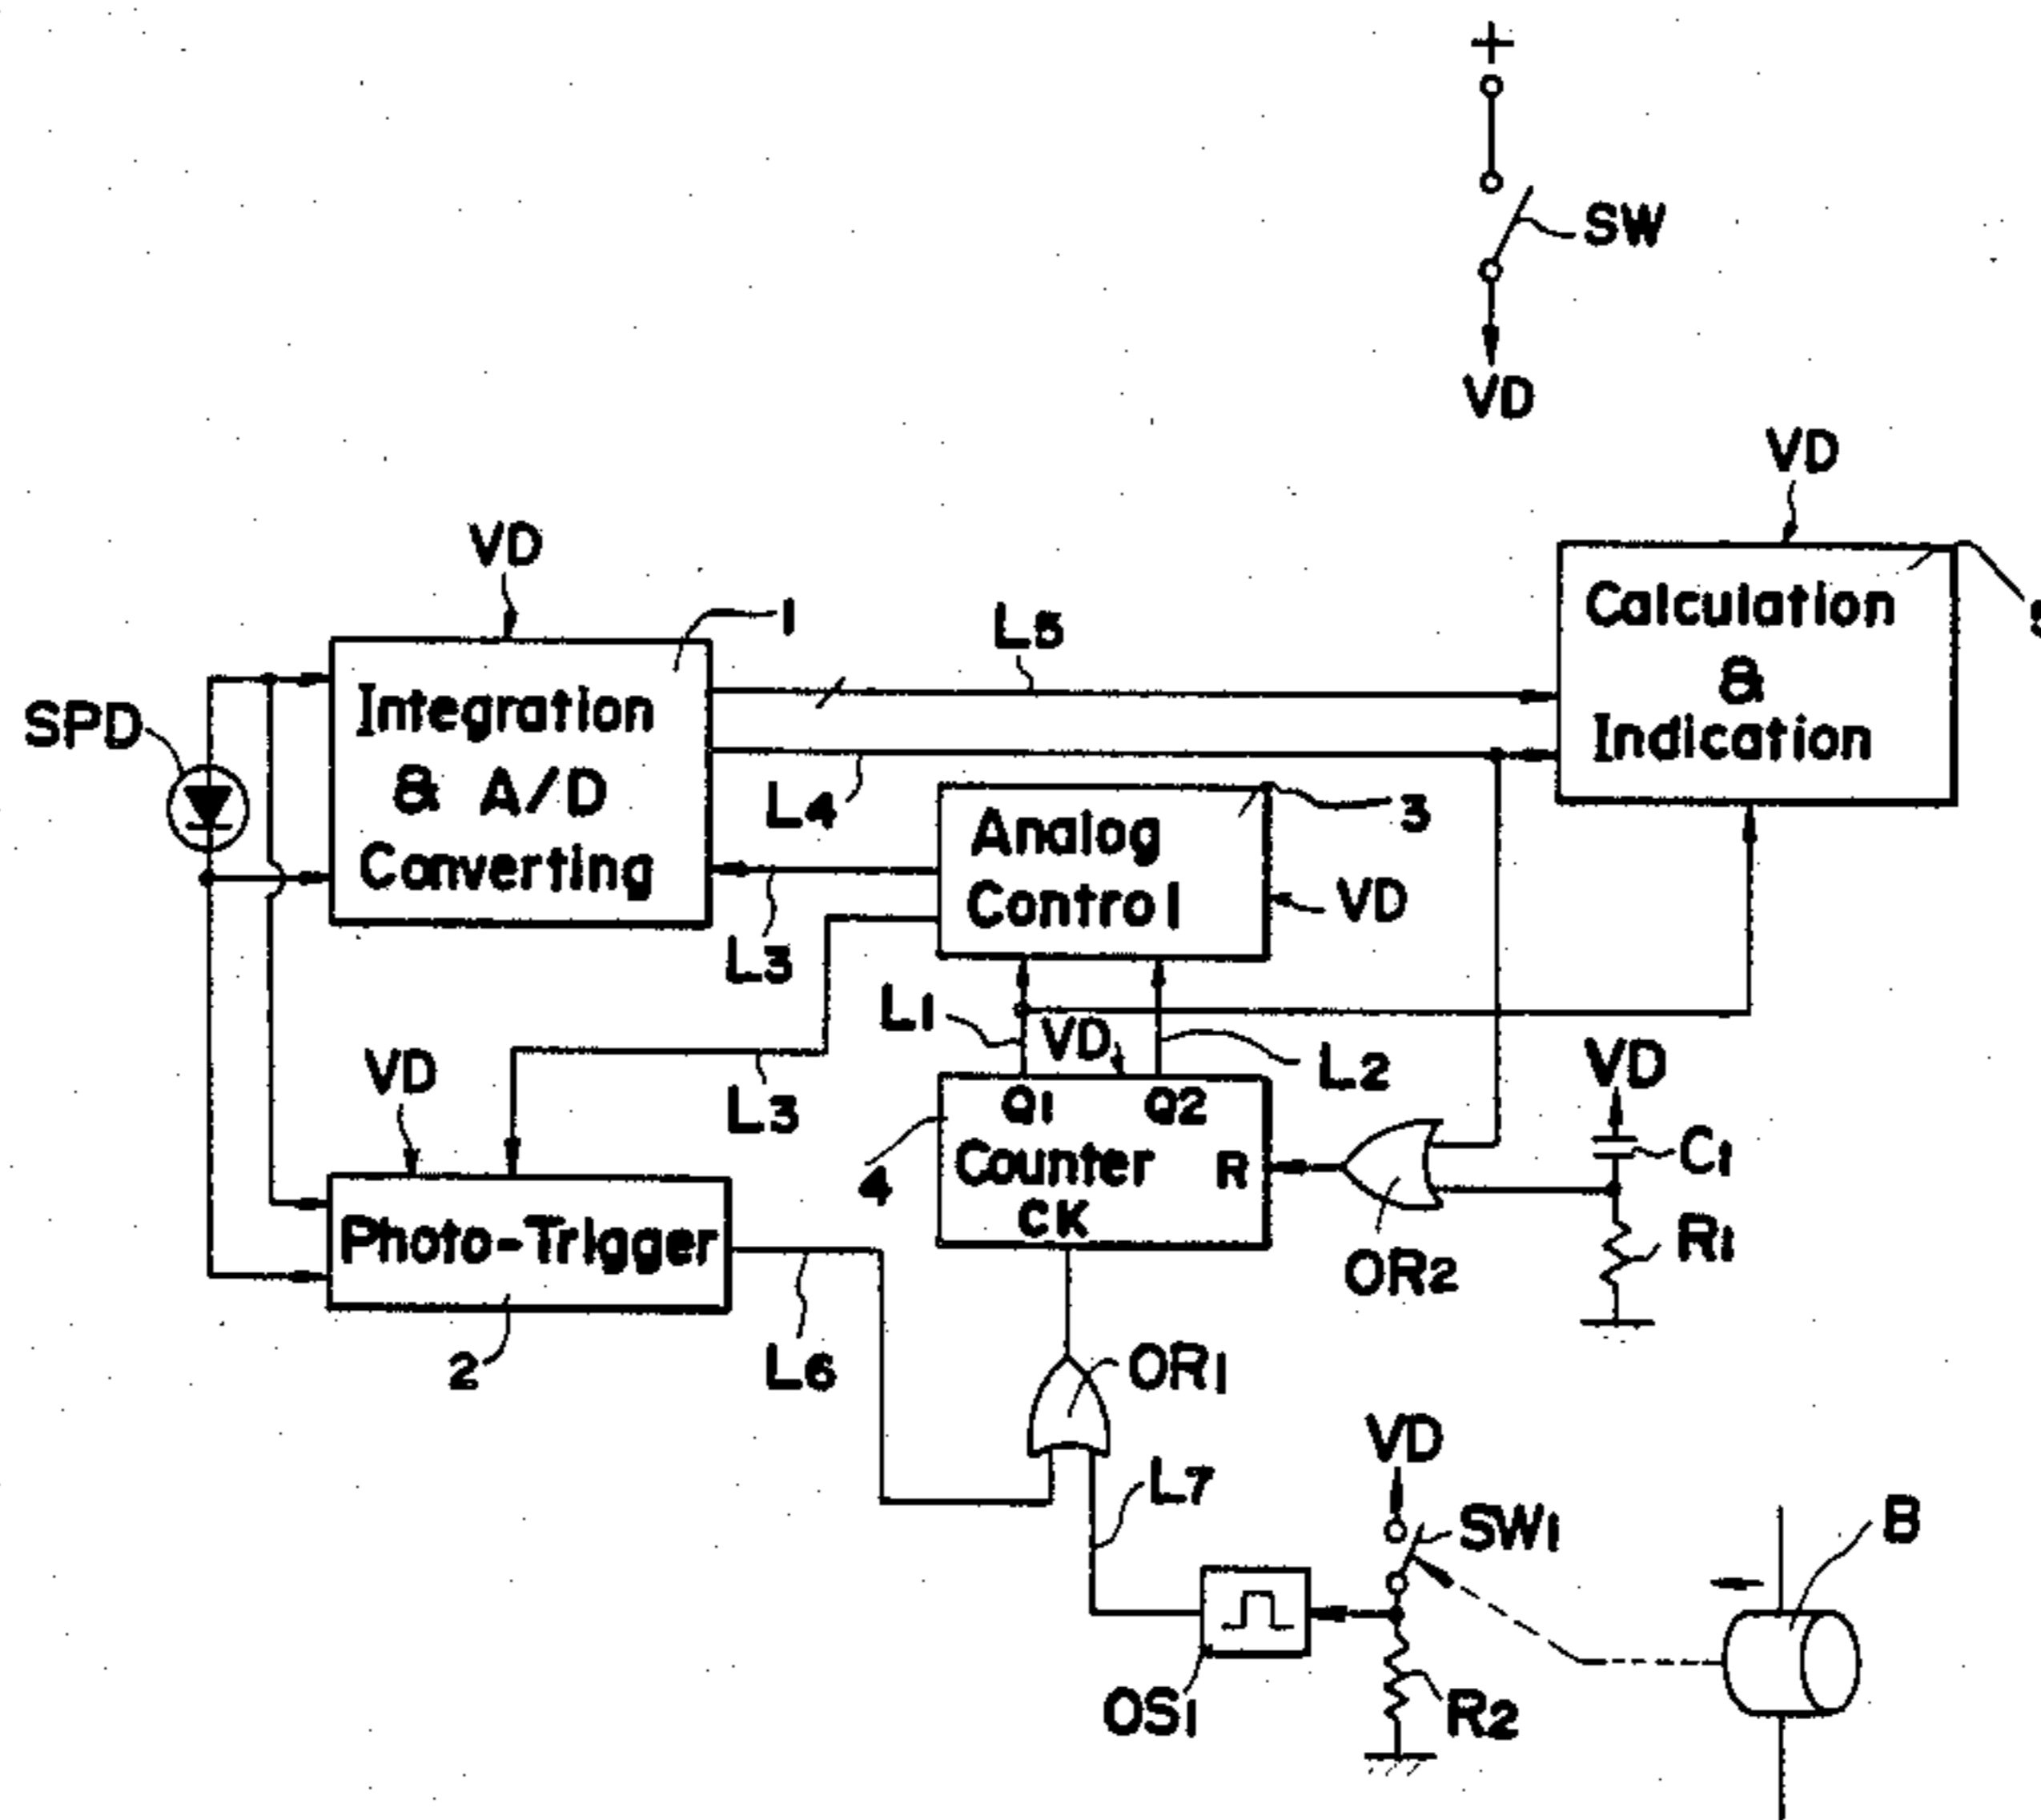 +
SW
VD
VD
VD
1
L5
Calculation
&
Indication
SPD
Integration
& A/D
Converting
L4
3
Analog
Control
VD
L3
L1
VD
L2
VD
VD
L3
Q1
Q2
C1
4
Counter
R
CK
Photo-Trigger
R1
OR2
2
L6
OR1
VD
L7
SW1
B
OS1
R2